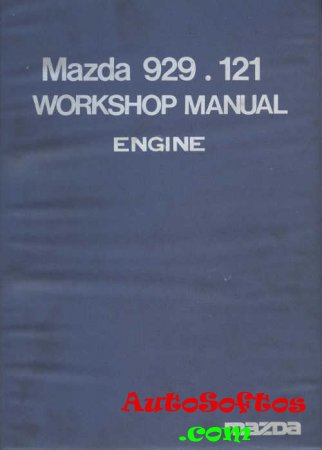 Mazda 929 . 121
WORKSHOP MANUAL
ENGINE
AutoSoftos
.com
mazda